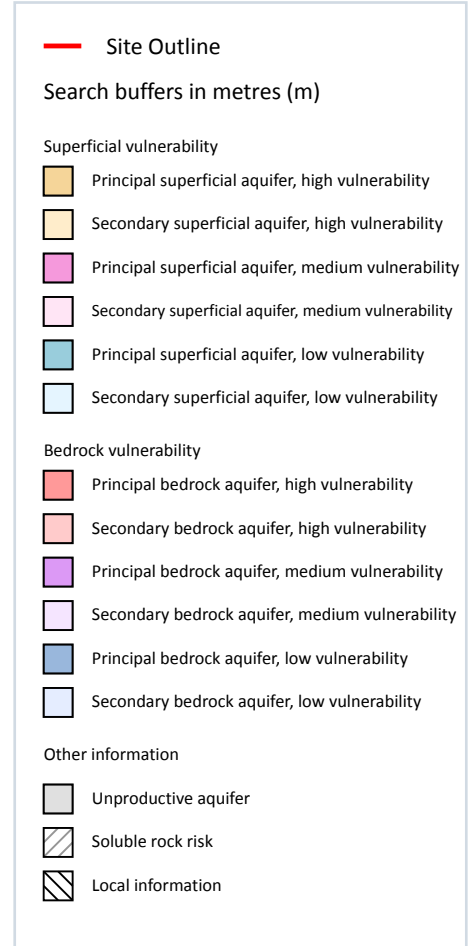 Site Outline
Search buffers in metres (m)
Superficial vulnerability
Principal superficial aquifer, high vulnerability
Secondary superficial aquifer, high vulnerability
Principal superficial aquifer, medium vulnerability
Secondary superficial aquifer, medium vulnerability
Principal superficial aquifer, low vulnerability
Secondary superficial aquifer, low vulnerability
Bedrock vulnerability
Principal bedrock aquifer, high vulnerability
Secondary bedrock aquifer, high vulnerability
Principal bedrock aquifer, medium vulnerability
Secondary bedrock aquifer, medium vulnerability
Principal bedrock aquifer, low vulnerability
Secondary bedrock aquifer, low vulnerability
Other information
Unproductive aquifer
Soluble rock risk
Local information